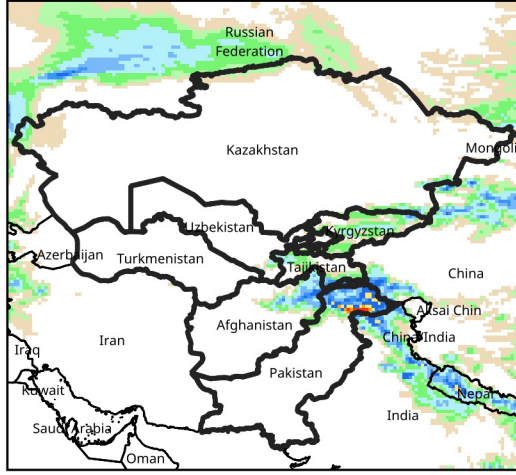 Russian
Federation
Kazakhstan
Mongoli
Uzbekistan
Kyrgyzstan
Azerbaijan
Turkmenistan
Tajikistan
China
Aksai Chin
Afghanistan
China/India
Iran
Iraq
Pakistan
Kuwait
Nepal
India
Saudi Arabia
Oman